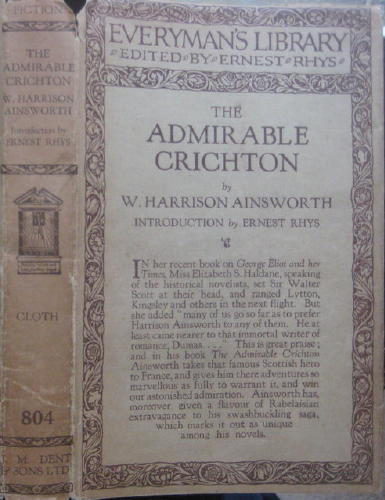 FICTION
THE
ADMIRABLE
CRICHTON
W. HARRISON
AINSWORTH
Introduction by
ERNEST RHYS
CLOTH
804
J. M. DENT
& SONS LTD
EVERYMAN'S LIBRARY
EDITED BY ERNEST RHYS
THE
ADMIRABLE
CRICHTON
by
W. HARRISON AINSWORTH
INTRODUCTION by ERNEST RHYS
IN her recent book on George Eliot and her
Times, Miss Elizabeth S. Haldane, speaking
of the historical novelists, set Sir Walter
Scott at their head, and ranged Lytton,
Kingsley and others in the next flight. But
she added "many of us go so far as to prefer
Harrison Ainsworth to any of them. He at
least came nearer to that immortal writer of
romance, Dumas. . . ." This is great praise;
and in his book The Admirable Crichton
Ainsworth takes that famous Scottish hero
to France, and gives him there adventures so
marvellous as fully to warrant it, and win
our astonished admiration. Ainsworth has,
moreover, given a flavour of Rabelaisian
extravagance to his swashbuckling saga,
which marks it out as unique
among his novels.